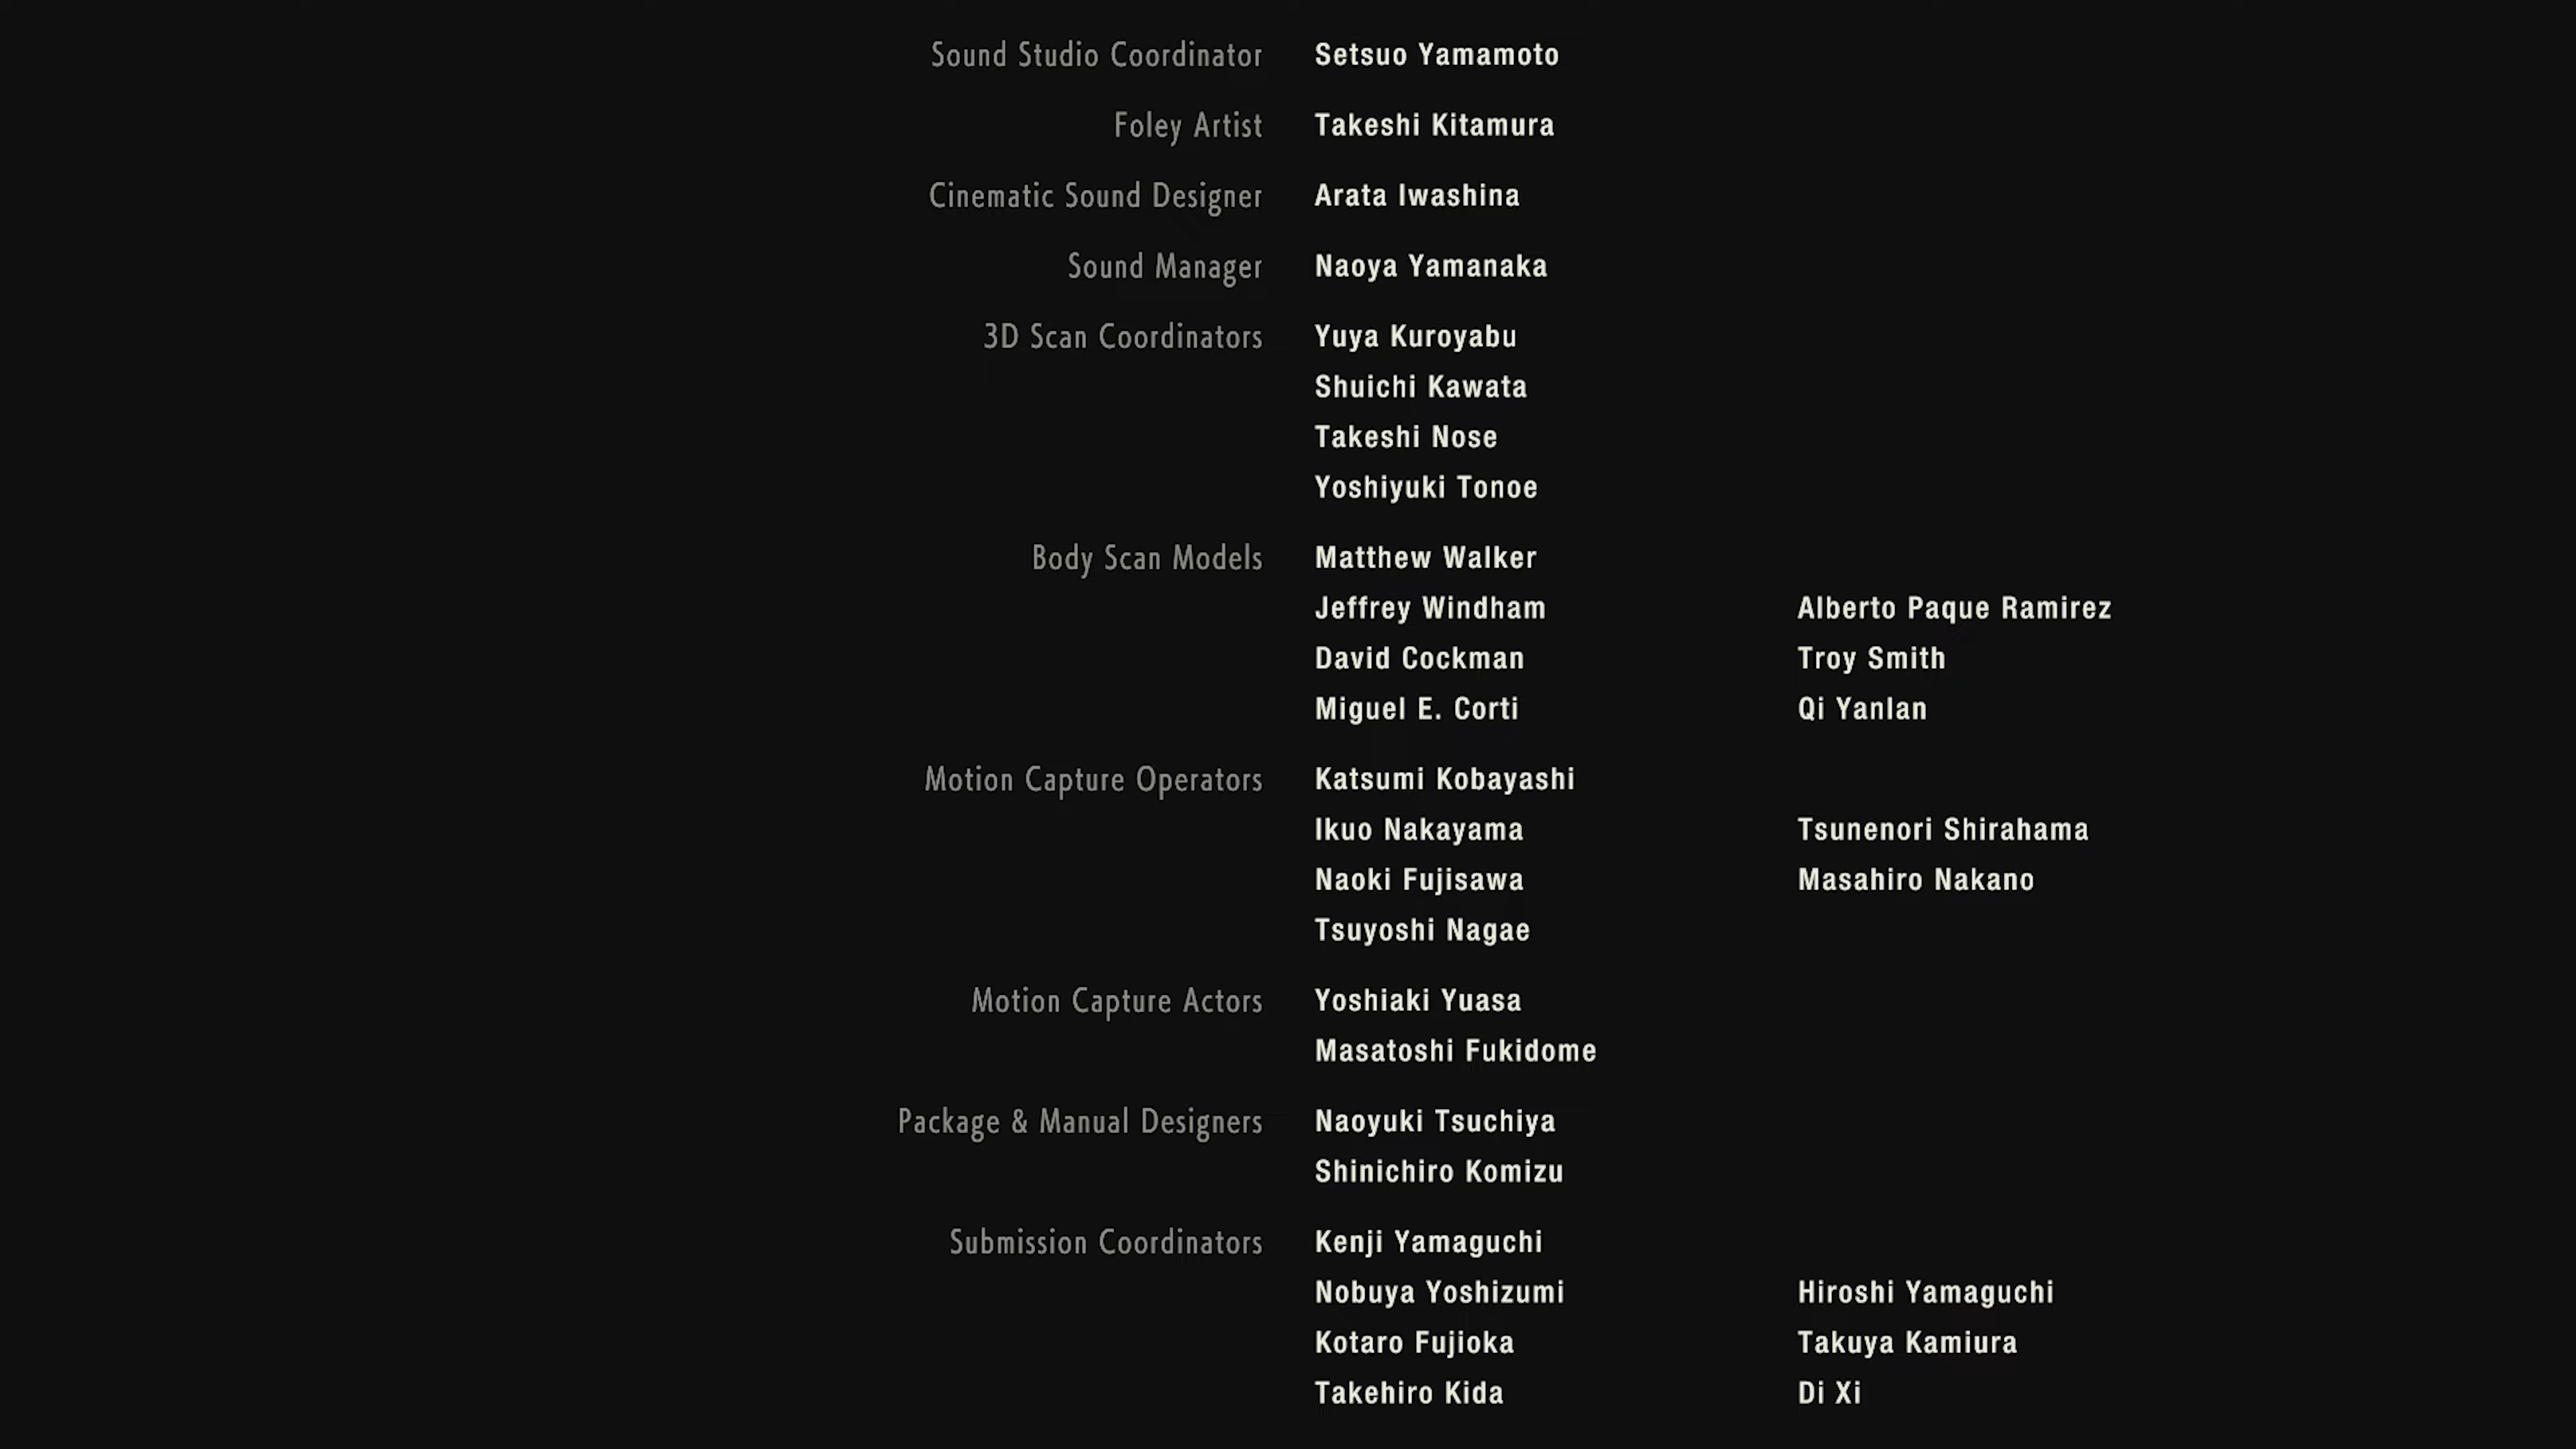 Sound Studio Coordinator Setsuo Yamamoto
Foley Artist Takeshi Kitamura
Cinematic Sound Designer Arata Iwashina
Sound Manager Naoya Yamanaka
3D Scan Coordinators Yuya Kuroyabu
Shuichi Kawata
Takeshi Nose
Yoshiyuki Tonoe
Body Scan Models Matthew Walker
Jeffrey Windham Alberto Paque Ramirez
David Cockman Troy Smith
Miguel E. Corti Qi Yanlan
Motion Capture Operators Katsumi Kobayashi
Ikuo Nakayama Tsunenori Shirahama
Naoki Fujisawa Masahiro Nakano
Tsuyoshi Nagae
Motion Capture Actors Yoshiaki Yuasa
Masatoshi Fukidome
Package & Manual Designers Naoyuki Tsuchiya
Shinichiro Komizu
Submission Coordinators Kenji Yamaguchi
Nobuya Yoshizumi Hiroshi Yamaguchi
Kotaro Fujioka Takuya Kamiura
Takehiro Kida Di Xi